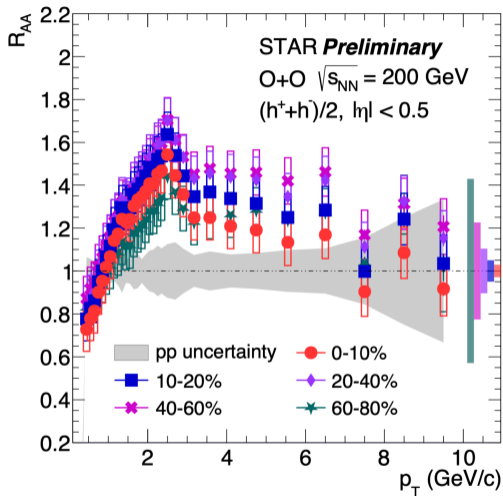 R_AA
2.2
2
1.8
1.6
1.4
1.2
1
0.8
0.6
0.4
0.2
STAR Preliminary
O+O √s_NN = 200 GeV
(h⁺+h⁻)/2, |η| < 0.5
pp uncertainty
0-10%
10-20%
20-40%
40-60%
60-80%
2 4 6 8 10
p_T (GeV/c)